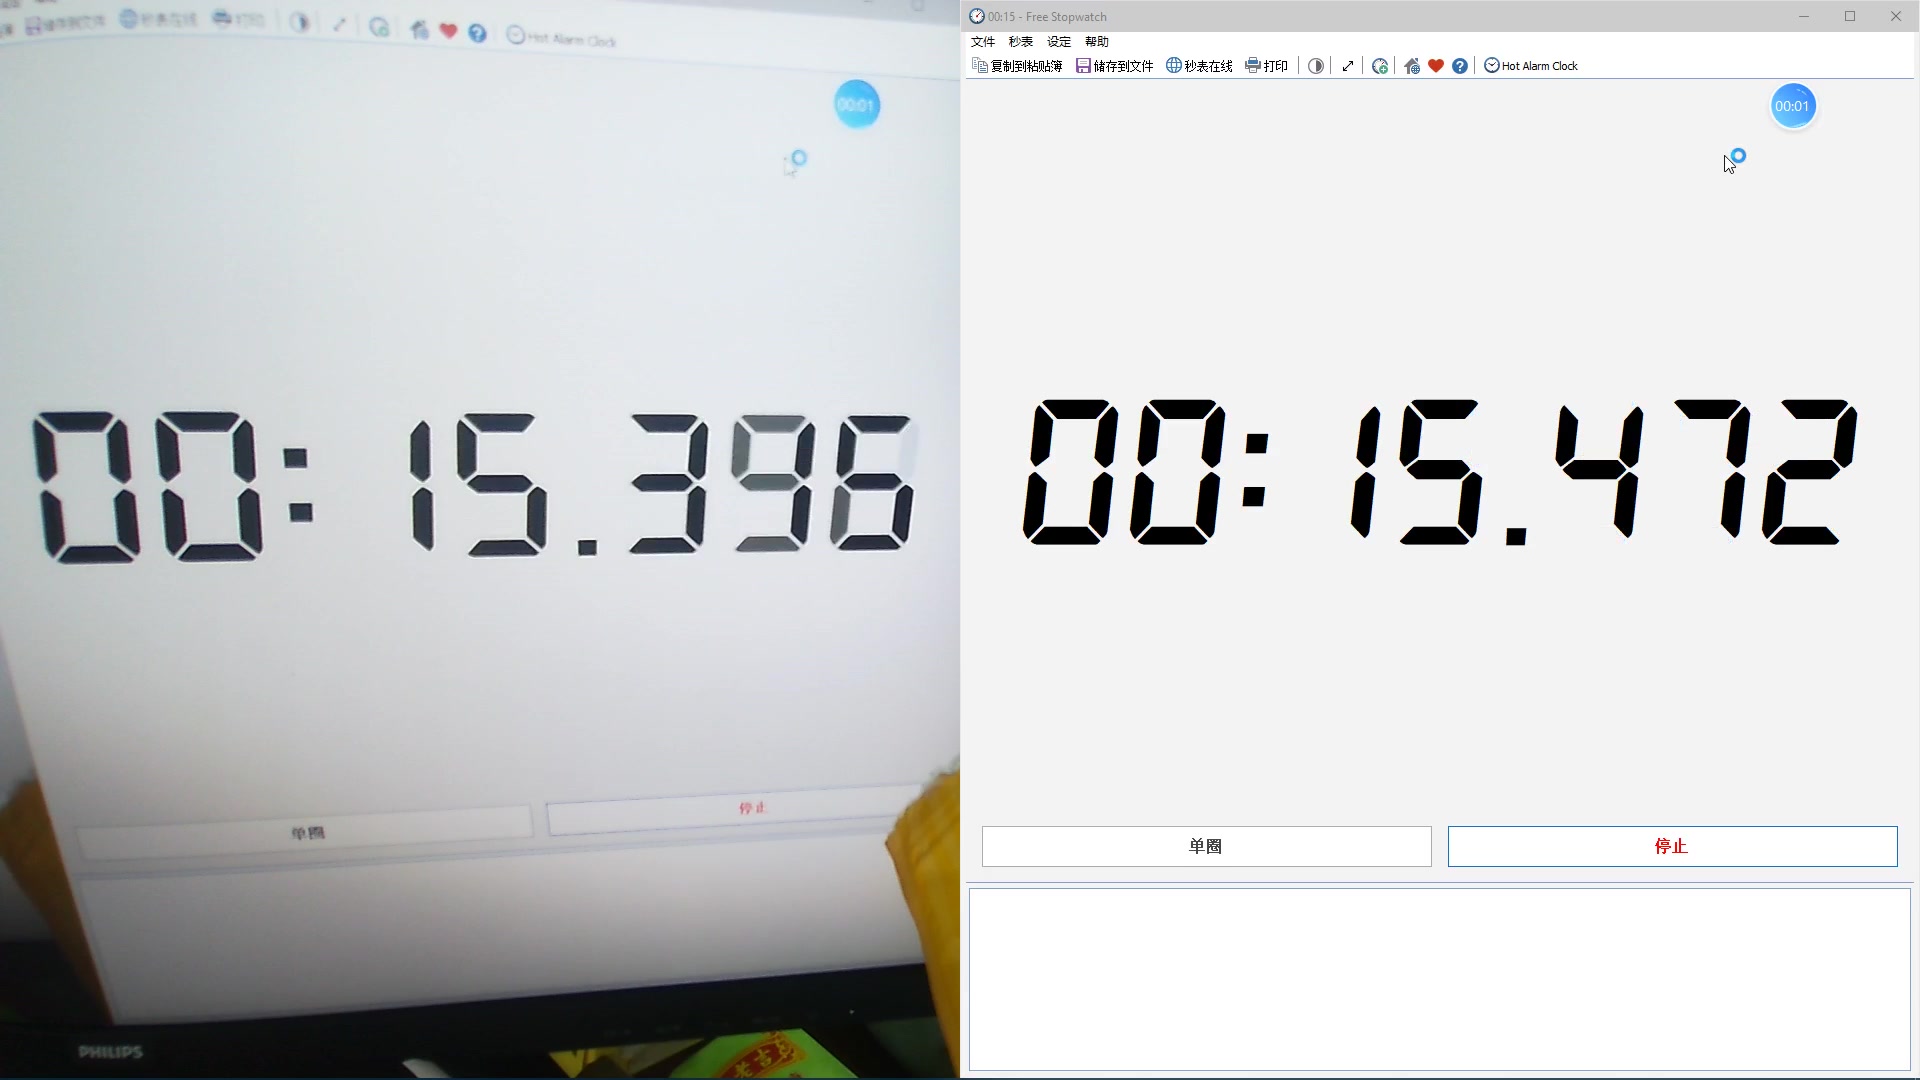 储存到文件 秒表在线 打印 Hot Alarm Clock
00:01
00:15.396
单圈 停止
PHILIPS
00:15 - Free Stopwatch
文件 秒表 设定 帮助
复制到粘贴簿 储存到文件 秒表在线 打印 Hot Alarm Clock
00:01
00:15.472
单圈 停止